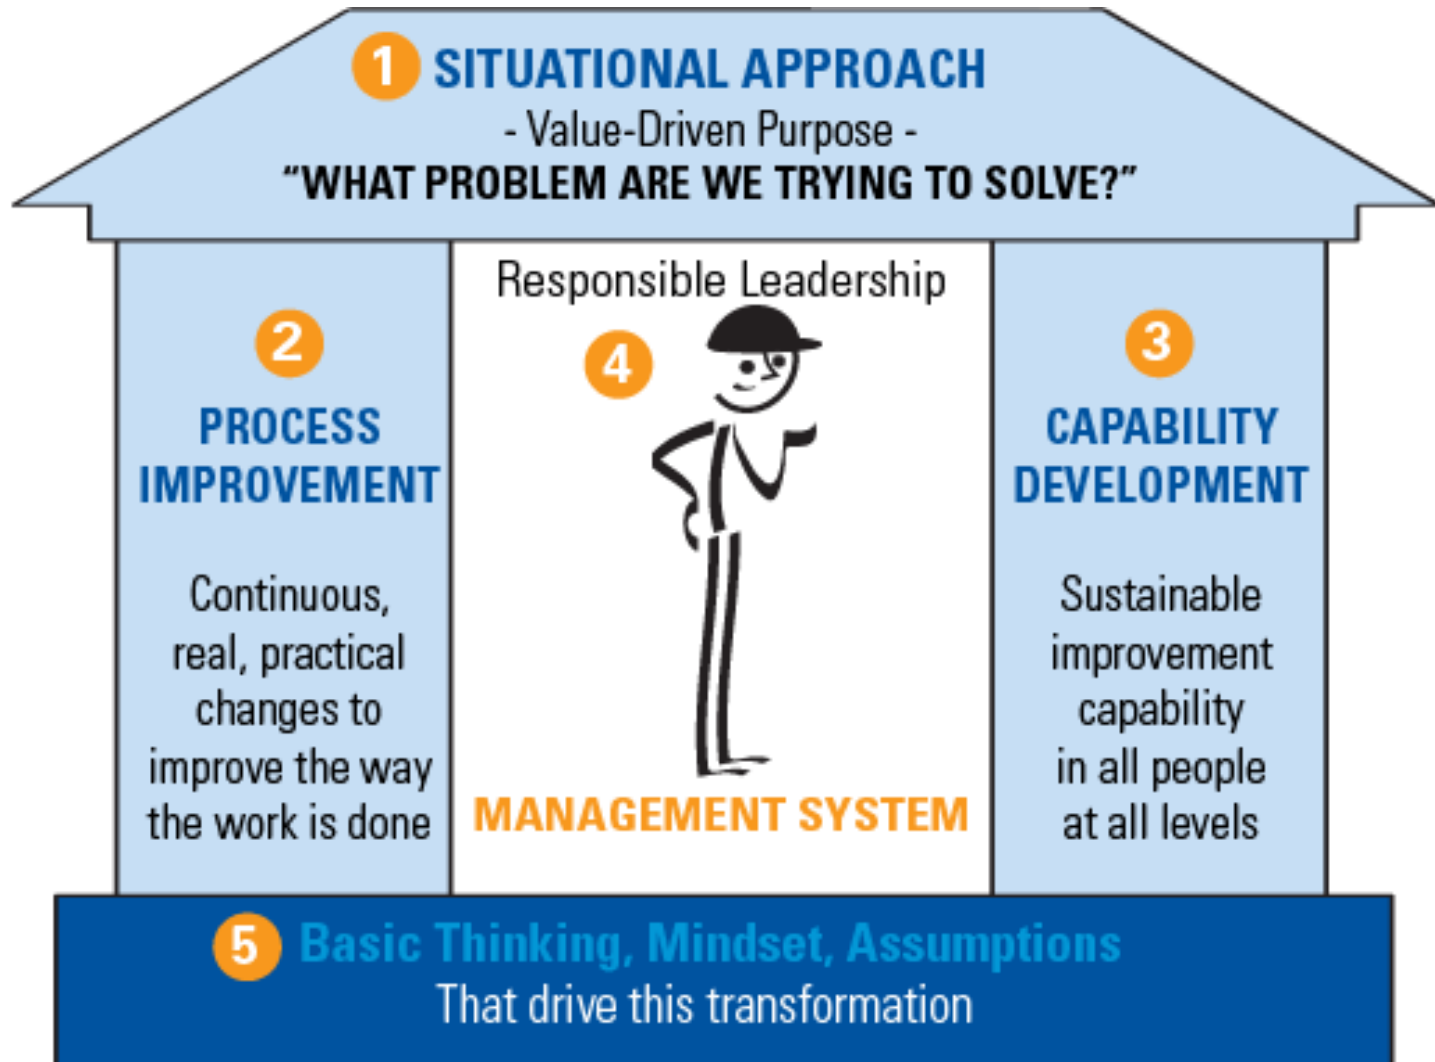 1 SITUATIONAL APPROACH
- Value-Driven Purpose -
“WHAT PROBLEM ARE WE TRYING TO SOLVE?”
2
PROCESS
IMPROVEMENT
Continuous,
real, practical
changes to
improve the way
the work is done
Responsible Leadership
4
MANAGEMENT SYSTEM
3
CAPABILITY
DEVELOPMENT
Sustainable
improvement
capability
in all people
at all levels
5 Basic Thinking, Mindset, Assumptions
That drive this transformation